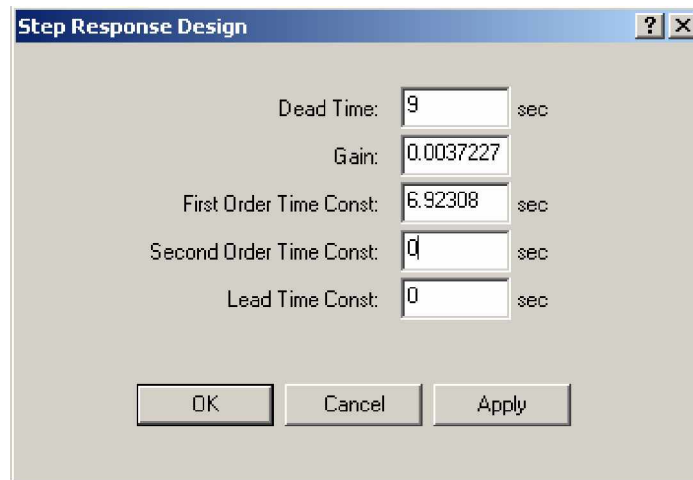 Step Response Design
Dead Time: 9 sec
Gain: 0.0037227
First Order Time Const: 6.92308 sec
Second Order Time Const: 0 sec
Lead Time Const: 0 sec
OK Cancel Apply